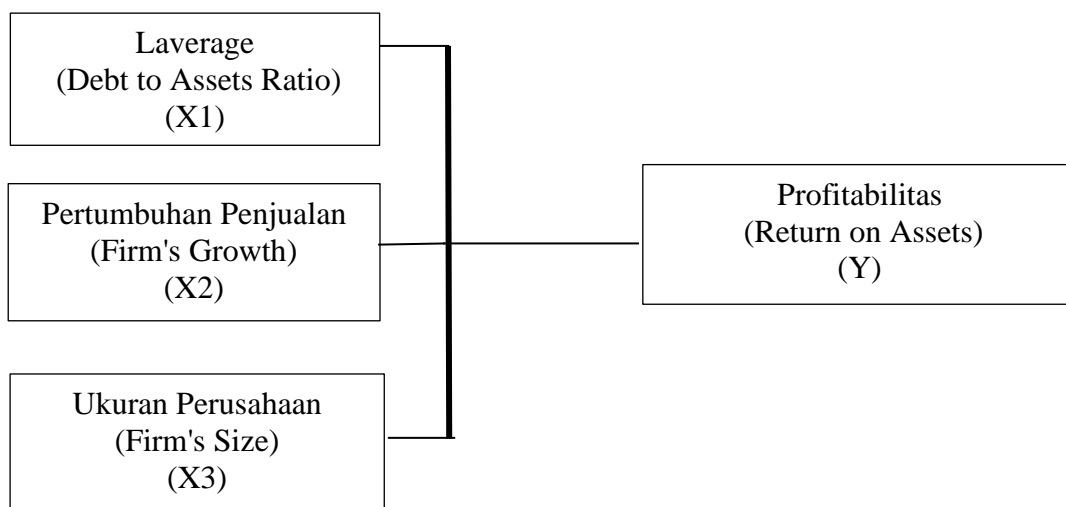 Laverage
(Debt to Assets Ratio)
(X1)
Pertumbuhan Penjualan
(Firm's Growth)
(X2)
Ukuran Perusahaan
(Firm's Size)
(X3)
Profitabilitas
(Return on Assets)
(Y)